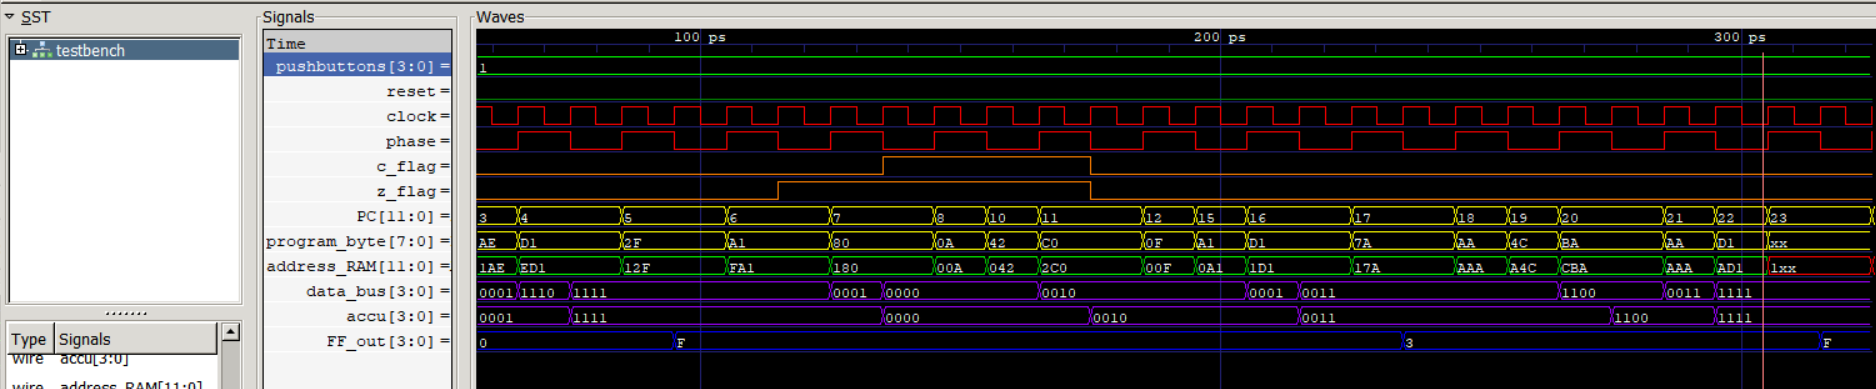 SST
Signals
Waves
testbench
Type Signals
wire accu[3:0]
wire address_RAM[11:0]
Time
100 ps 200 ps 300 ps
pushbuttons[3:0] = 1
reset =
clock =
phase =
c_flag =
z_flag =
PC[11:0] = 3 4 5 6 7 8 10 11 12 15 16 17 18 19 20 21 22 23
program_byte[7:0] = AE D1 2F A1 80 0A 42 C0 0F A1 D1 7A AA 4C BA AA D1 xx
address_RAM[11:0] = 1AE ED1 12F FA1 180 00A 042 2C0 00F 0A1 1D1 17A AAA A4C CBA AAA AD1 1xx
data_bus[3:0] = 0001 1110 1111 0001 0000 0010 0001 0011 1100 0011 1111
accu[3:0] = 0001 1111 0000 0010 0011 1100 1111
FF_out[3:0] = 0 F 3 F